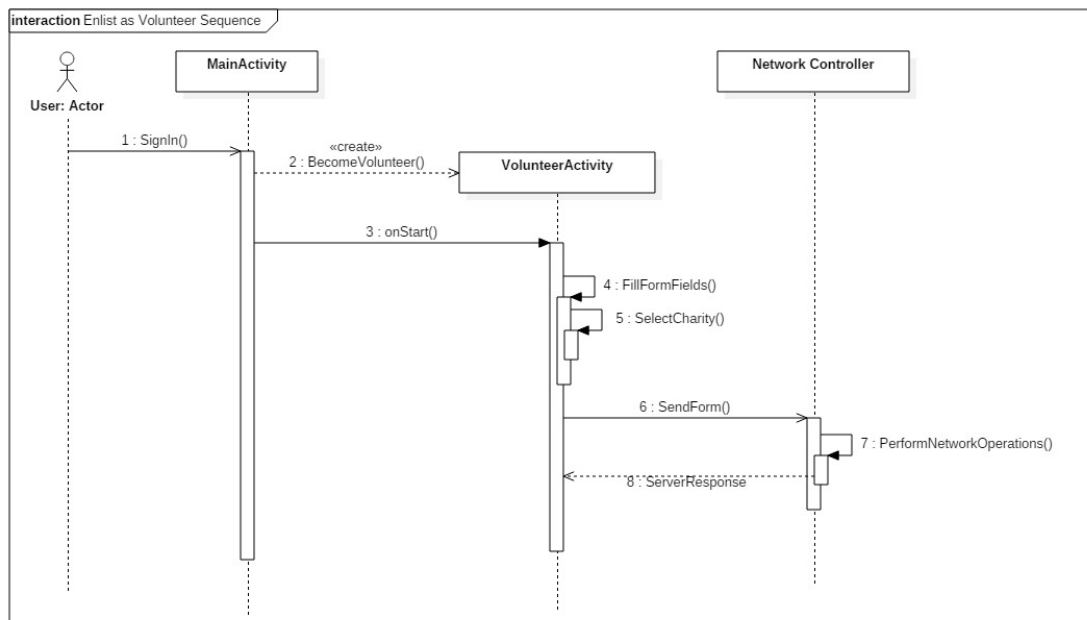 interaction Enlist as Volunteer Sequence
MainActivity
Network Controller
User: Actor
1 : SignIn()
«create»
2 : BecomeVolunteer()
VolunteerActivity
3 : onStart()
4 : FillFormFields()
5 : SelectCharity()
6 : SendForm()
7 : PerformNetworkOperations()
8 : ServerResponse